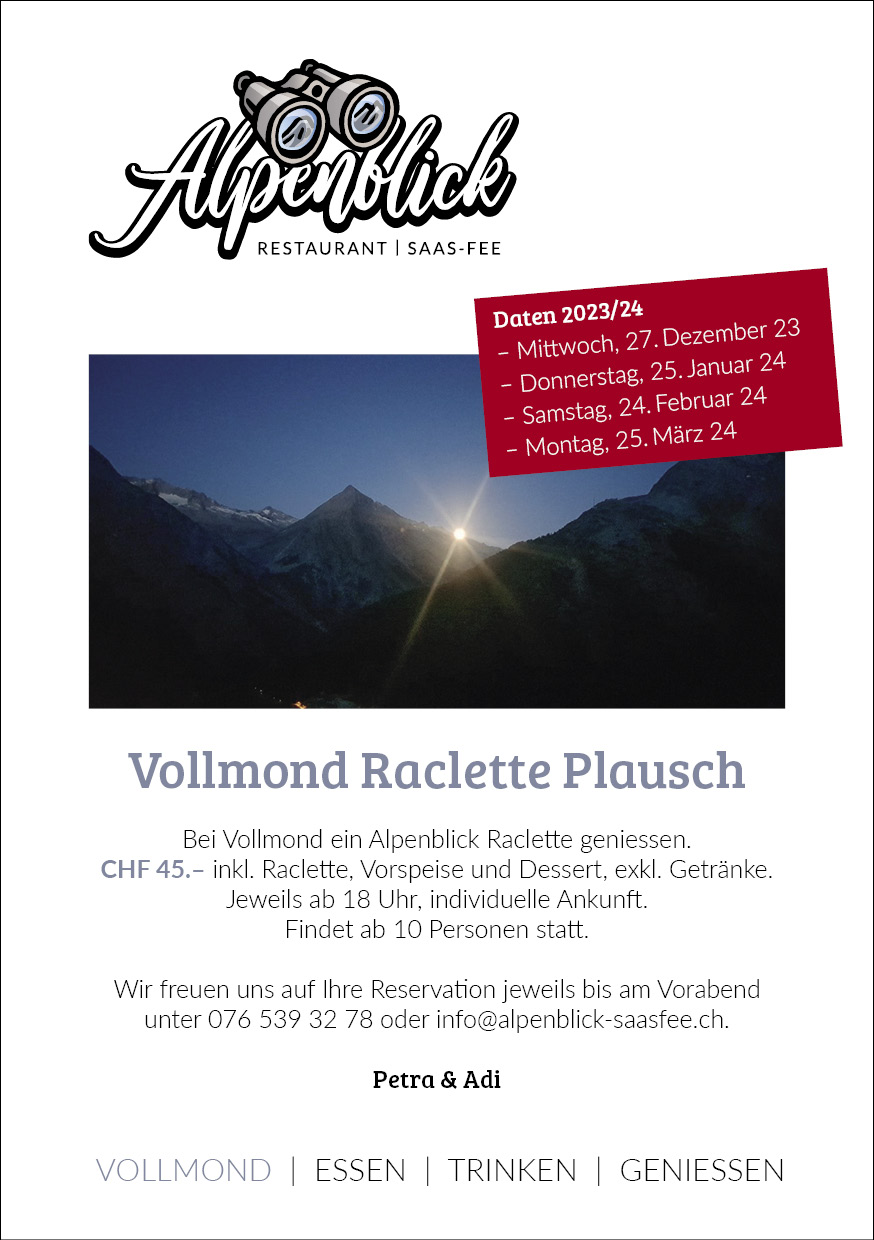 Alpenblick
RESTAURANT | SAAS-FEE
Daten 2023/24
– Mittwoch, 27. Dezember 23
– Donnerstag, 25. Januar 24
– Samstag, 24. Februar 24
– Montag, 25. März 24
Vollmond Raclette Plausch
Bei Vollmond ein Alpenblick Raclette geniessen.
CHF 45.– inkl. Raclette, Vorspeise und Dessert, exkl. Getränke.
Jeweils ab 18 Uhr, individuelle Ankunft.
Findet ab 10 Personen statt.
Wir freuen uns auf Ihre Reservation jeweils bis am Vorabend
unter 076 539 32 78 oder info@alpenblick-saasfee.ch.
Petra & Adi
VOLLMOND | ESSEN | TRINKEN | GENIESSEN